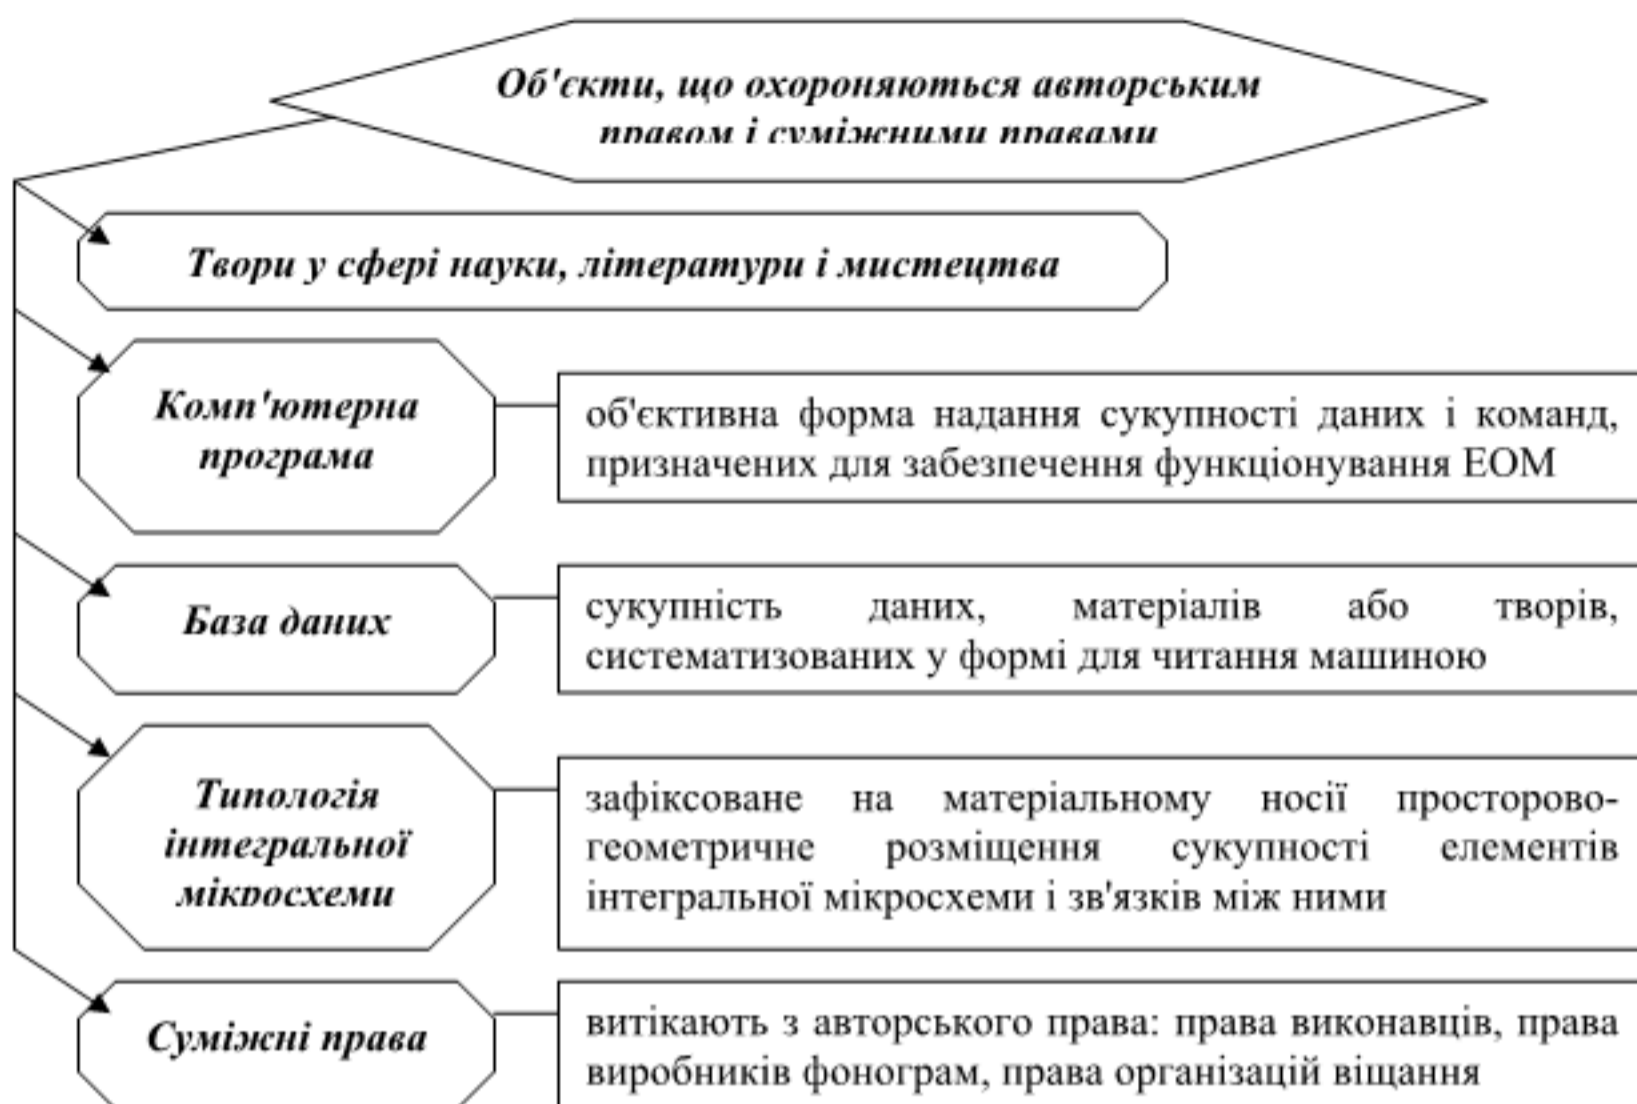 Об'єкти, що охороняються авторським
правом і суміжними правами
Твори у сфері науки, літератури і мистецтва
Комп'ютерна
програма
об'єктивна форма надання сукупності даних і команд,
призначених для забезпечення функціонування ЕОМ
База даних
сукупність даних, матеріалів або творів,
систематизованих у формі для читання машиною
Типологія
інтегральної
мікросхеми
зафіксоване на матеріальному носії просторово-
геометричне розміщення сукупності елементів
інтегральної мікросхеми і зв'язків між ними
Суміжні права
витікають з авторського права: права виконавців, права
виробників фонограм, права організацій віщання